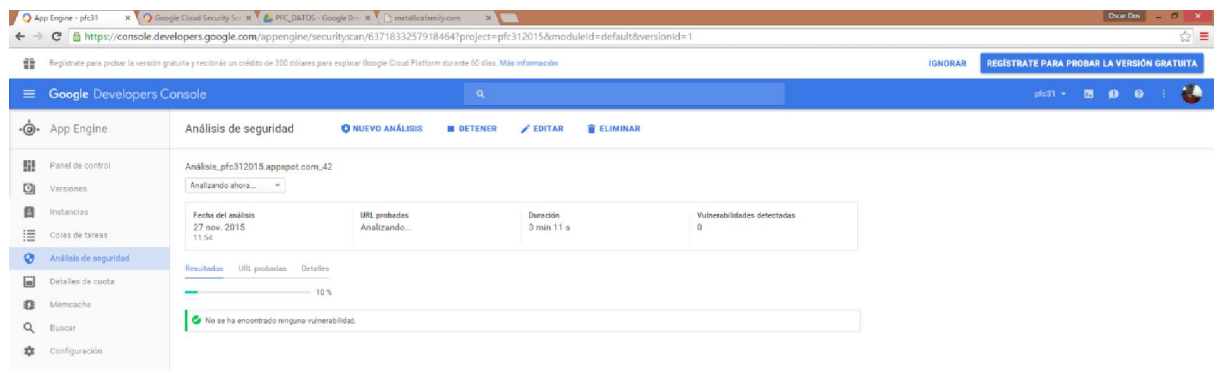 App Engine - pfc31
Google Cloud Security Sc
PFC_DATOS - Google Driv
metallicafamily.com
Oscar Dos
https://console.developers.google.com/appengine/securityscan/6371833257918464?project=pfc312015&moduleId=default&versionId=1
Regístrate para probar la versión gratuita y recibirás un crédito de 300 dólares para explorar Google Cloud Platform durante 60 días. Más información
IGNORAR
REGÍSTRATE PARA PROBAR LA VERSIÓN GRATUITA
Google Developers Console
pfc31
App Engine
Análisis de seguridad
NUEVO ANÁLISIS
DETENER
EDITAR
ELIMINAR
Panel de control
Versiones
Instancias
Colas de tareas
Análisis de seguridad
Detalles de cuota
Memcache
Buscar
Configuración
Análisis_pfc312015.appspot.com_42
Analizando ahora...
Fecha del análisis
27 nov. 2015
11:54
URL probadas
Analizando...
Duración
3 min 11 s
Vulnerabilidades detectadas
0
Resultados
URL probadas
Detalles
10 %
No se ha encontrado ninguna vulnerabilidad.